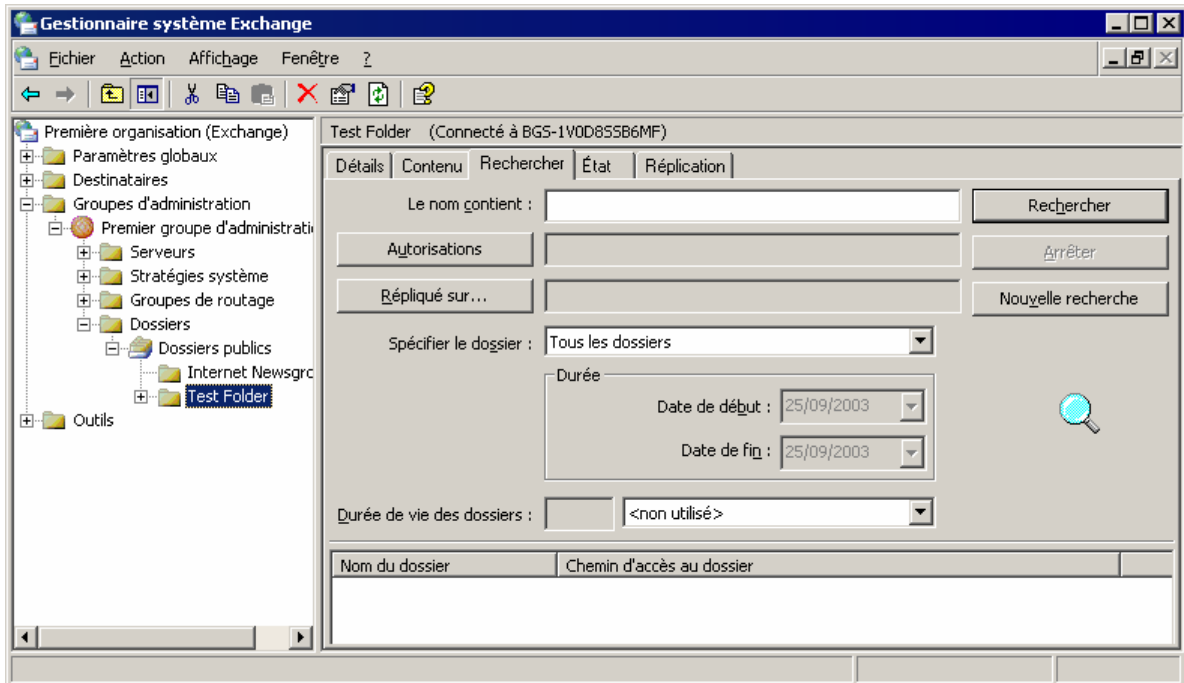 Gestionnaire système Exchange
Fichier Action Affichage Fenêtre ?
Première organisation (Exchange)
Paramètres globaux
Destinataires
Groupes d'administration
Premier groupe d'administrati
Serveurs
Stratégies système
Groupes de routage
Dossiers
Dossiers publics
Internet Newsgrc
Test Folder
Outils
Test Folder (Connecté à BGS-1V0D8SSB6MF)
Détails Contenu Rechercher État Réplication
Le nom contient : Rechercher
Autorisations Arrêter
Répliqué sur... Nouvelle recherche
Spécifier le dossier : Tous les dossiers
Durée
Date de début : 25/09/2003
Date de fin : 25/09/2003
Durée de vie des dossiers : <non utilisé>
Nom du dossier Chemin d'accès au dossier